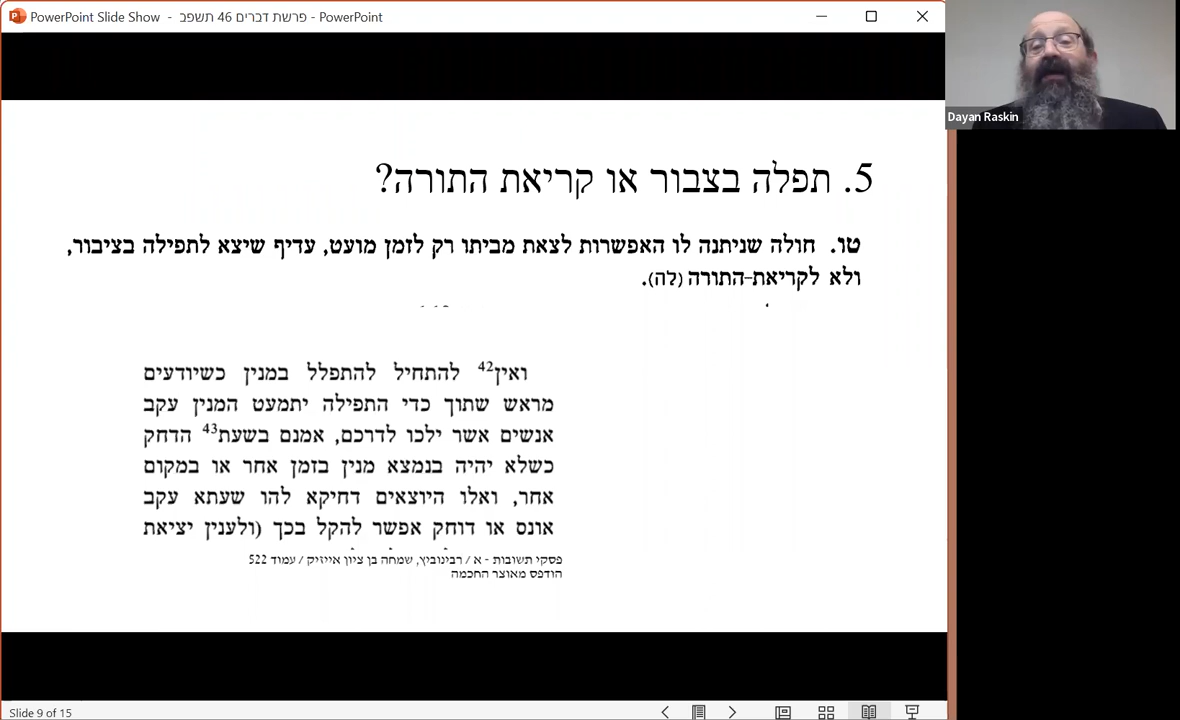 PowerPoint Slide Show - פרשת דברים 46 תשפב - PowerPoint
Dayan Raskin
5. תפלה בצבור או קריאת התורה?
טו. חולה שניתנה לו האפשרות לצאת מביתו רק לזמן מועט, עדיף שיצא לתפילה בציבור,
ולא לקריאת-התורה (לה).
ואין42 להתחיל להתפלל במנין כשיודעים
מראש שתוך כדי התפילה יתמעט המנין עקב
אנשים אשר ילכו לדרכם, אמנם בשעת43 הדחק
כשלא יהיה בנמצא מנין בזמן אחר או במקום
אחר, ואלו היוצאים דחיקא להו שעתא עקב
אונס או דוחק אפשר להקל בכך (ולענין יציאת
פסקי תשובות - א / רבינוביץ, שמחה בן ציון אייזיק / עמוד 522
הודפס מאוצר החכמה
Slide 9 of 15